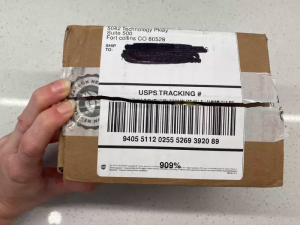 5042 Technology Pkwy
Suite 500
Fort collins CO 80528
SHIP
TO:
USPS TRACKING #
9405 5112 0255 5269 3920 89
909%